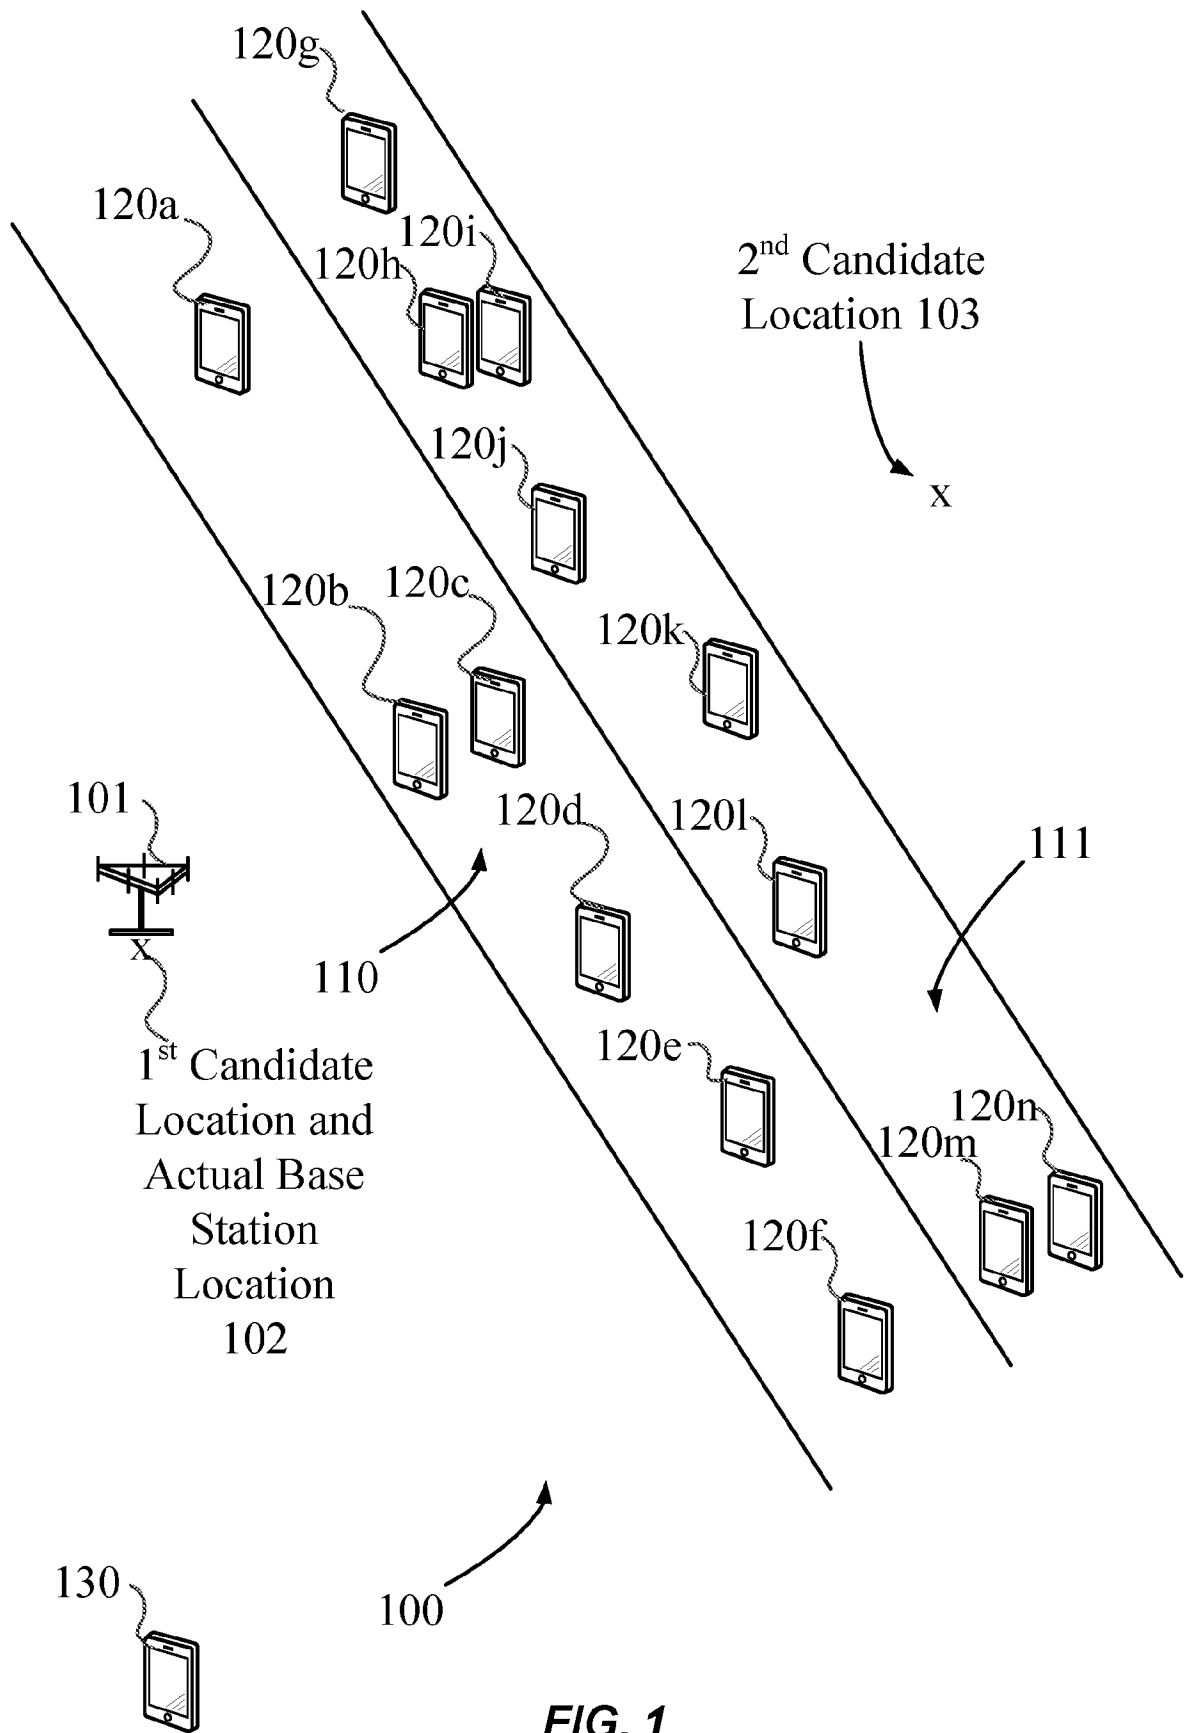 120g
120a
120i
120h
2nd Candidate
Location 103
x
120j
120c
120b
120k
101
120d
120l
111
x
110
120e
1st Candidate
Location and
Actual Base
Station
Location
102
120n
120m
120f
130
100
FIG. 1